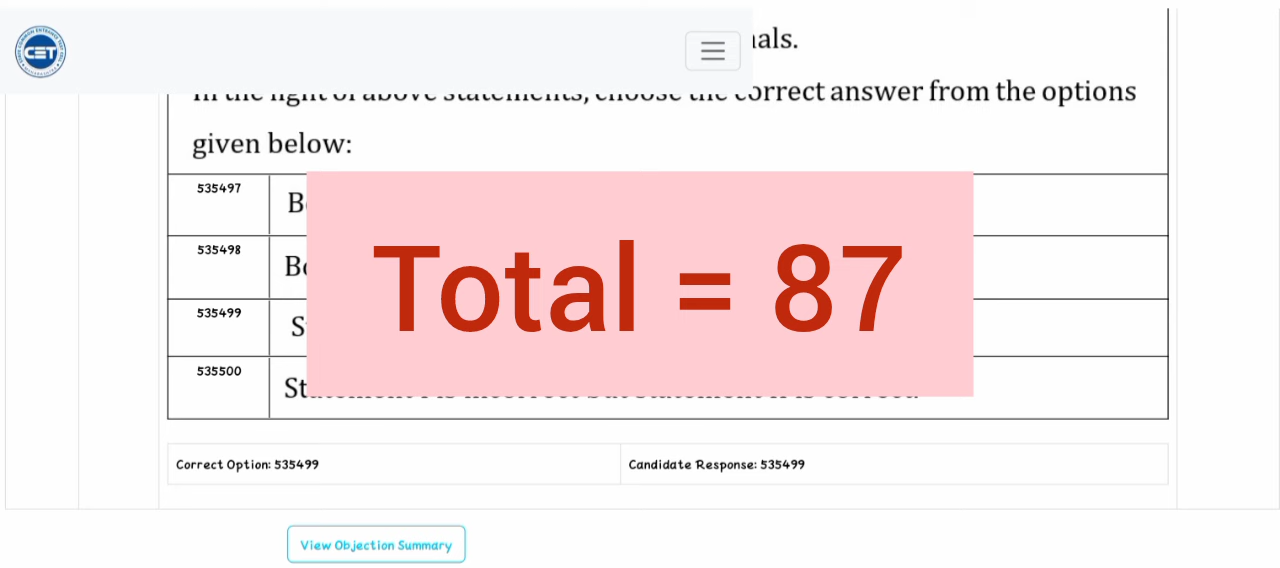 CET
in the light of above statements, choose the correct answer from the options
given below:
535497
535498
Total = 87
535499
535500
Correct Option: 535499
Candidate Response: 535499
View Objection Summary